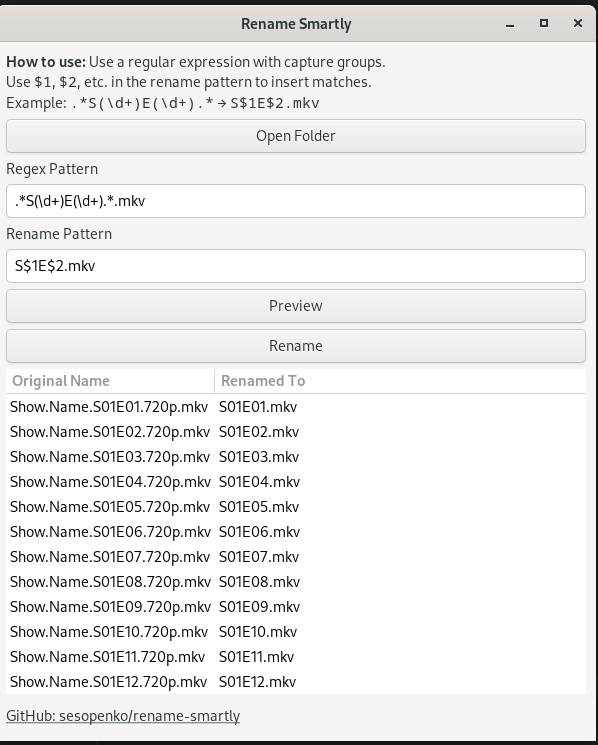 Rename Smartly
How to use: Use a regular expression with capture groups.
Use $1, $2, etc. in the rename pattern to insert matches.
Example: .*S(\d+)E(\d+).* → S$1E$2.mkv
Open Folder
Regex Pattern
.*S(\d+)E(\d+).*.mkv
Rename Pattern
S$1E$2.mkv
Preview
Rename
Original Name Renamed To
Show.Name.S01E01.720p.mkv S01E01.mkv
Show.Name.S01E02.720p.mkv S01E02.mkv
Show.Name.S01E03.720p.mkv S01E03.mkv
Show.Name.S01E04.720p.mkv S01E04.mkv
Show.Name.S01E05.720p.mkv S01E05.mkv
Show.Name.S01E06.720p.mkv S01E06.mkv
Show.Name.S01E07.720p.mkv S01E07.mkv
Show.Name.S01E08.720p.mkv S01E08.mkv
Show.Name.S01E09.720p.mkv S01E09.mkv
Show.Name.S01E10.720p.mkv S01E10.mkv
Show.Name.S01E11.720p.mkv S01E11.mkv
Show.Name.S01E12.720p.mkv S01E12.mkv
GitHub: sesopenko/rename-smartly